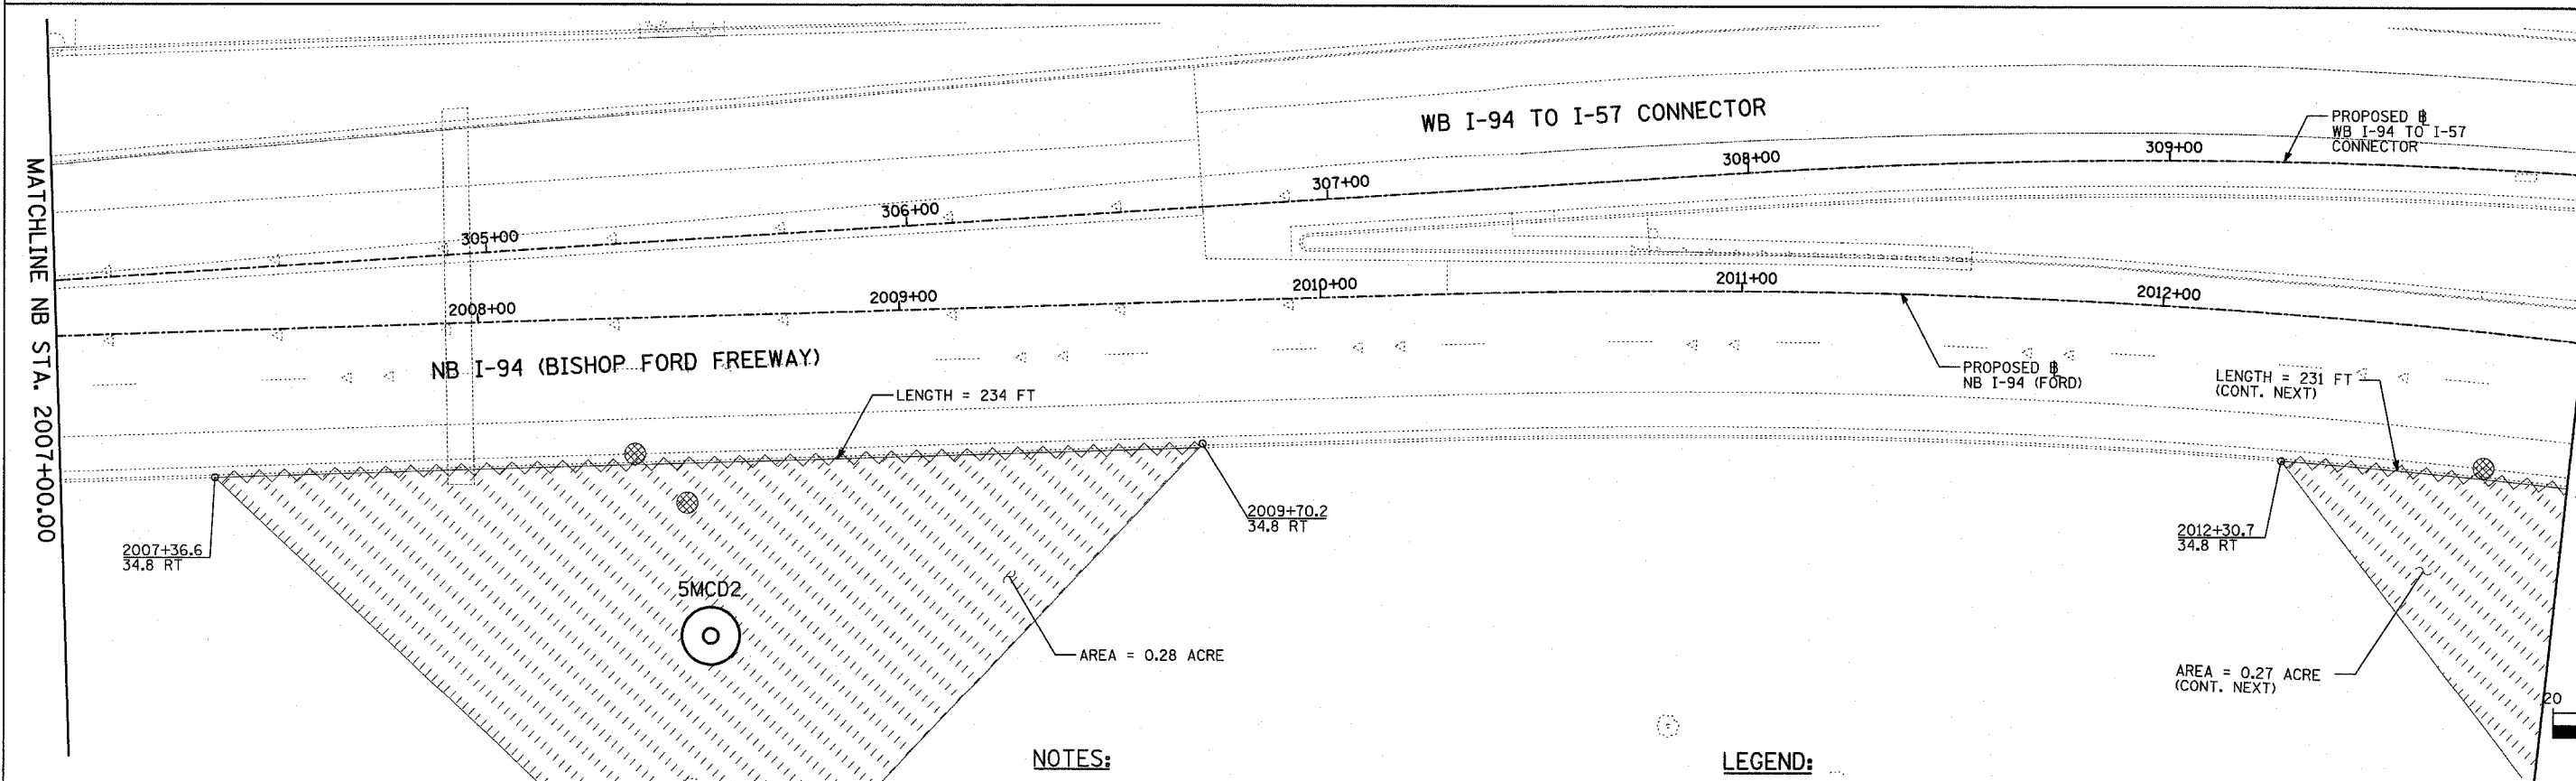 WB I-94 TO I-57 CONNECTOR
PROPOSED B
WB I-94 TO I-57
CONNECTOR
305+00
306+00
307+00
308+00
309+00
MATCHLINE NB STA. 2007+00.00
2008+00
2009+00
2010+00
2011+00
2012+00
NB I-94 (BISHOP FORD FREEWAY)
PROPOSED B
NB I-94 (FORD)
LENGTH = 234 FT
LENGTH = 231 FT
(CONT. NEXT)
2007+36.6
34.8 RT
2009+70.2
34.8 RT
2012+30.7
34.8 RT
5MCD2
AREA = 0.28 ACRE
AREA = 0.27 ACRE
(CONT. NEXT)
20
NOTES:
LEGEND: